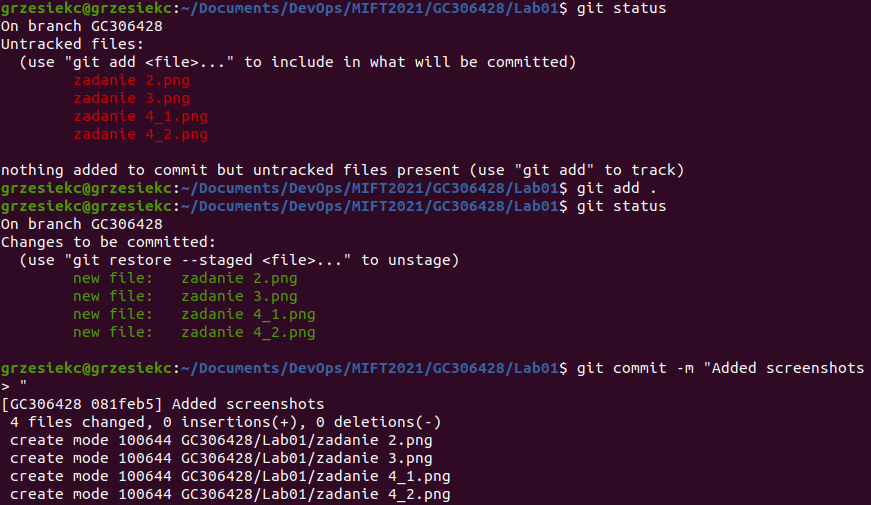 grzesiekc@grzesiekc:~/Documents/DevOps/MIFT2021/GC306428/Lab01$ git status
On branch GC306428
Untracked files:
  (use "git add <file>..." to include in what will be committed)
        zadanie 2.png
        zadanie 3.png
        zadanie 4_1.png
        zadanie 4_2.png

nothing added to commit but untracked files present (use "git add" to track)
grzesiekc@grzesiekc:~/Documents/DevOps/MIFT2021/GC306428/Lab01$ git add .
grzesiekc@grzesiekc:~/Documents/DevOps/MIFT2021/GC306428/Lab01$ git status
On branch GC306428
Changes to be committed:
  (use "git restore --staged <file>..." to unstage)
        new file:   zadanie 2.png
        new file:   zadanie 3.png
        new file:   zadanie 4_1.png
        new file:   zadanie 4_2.png

grzesiekc@grzesiekc:~/Documents/DevOps/MIFT2021/GC306428/Lab01$ git commit -m "Added screenshots
> "
[GC306428 081feb5] Added screenshots
 4 files changed, 0 insertions(+), 0 deletions(-)
 create mode 100644 GC306428/Lab01/zadanie 2.png
 create mode 100644 GC306428/Lab01/zadanie 3.png
 create mode 100644 GC306428/Lab01/zadanie 4_1.png
 create mode 100644 GC306428/Lab01/zadanie 4_2.png